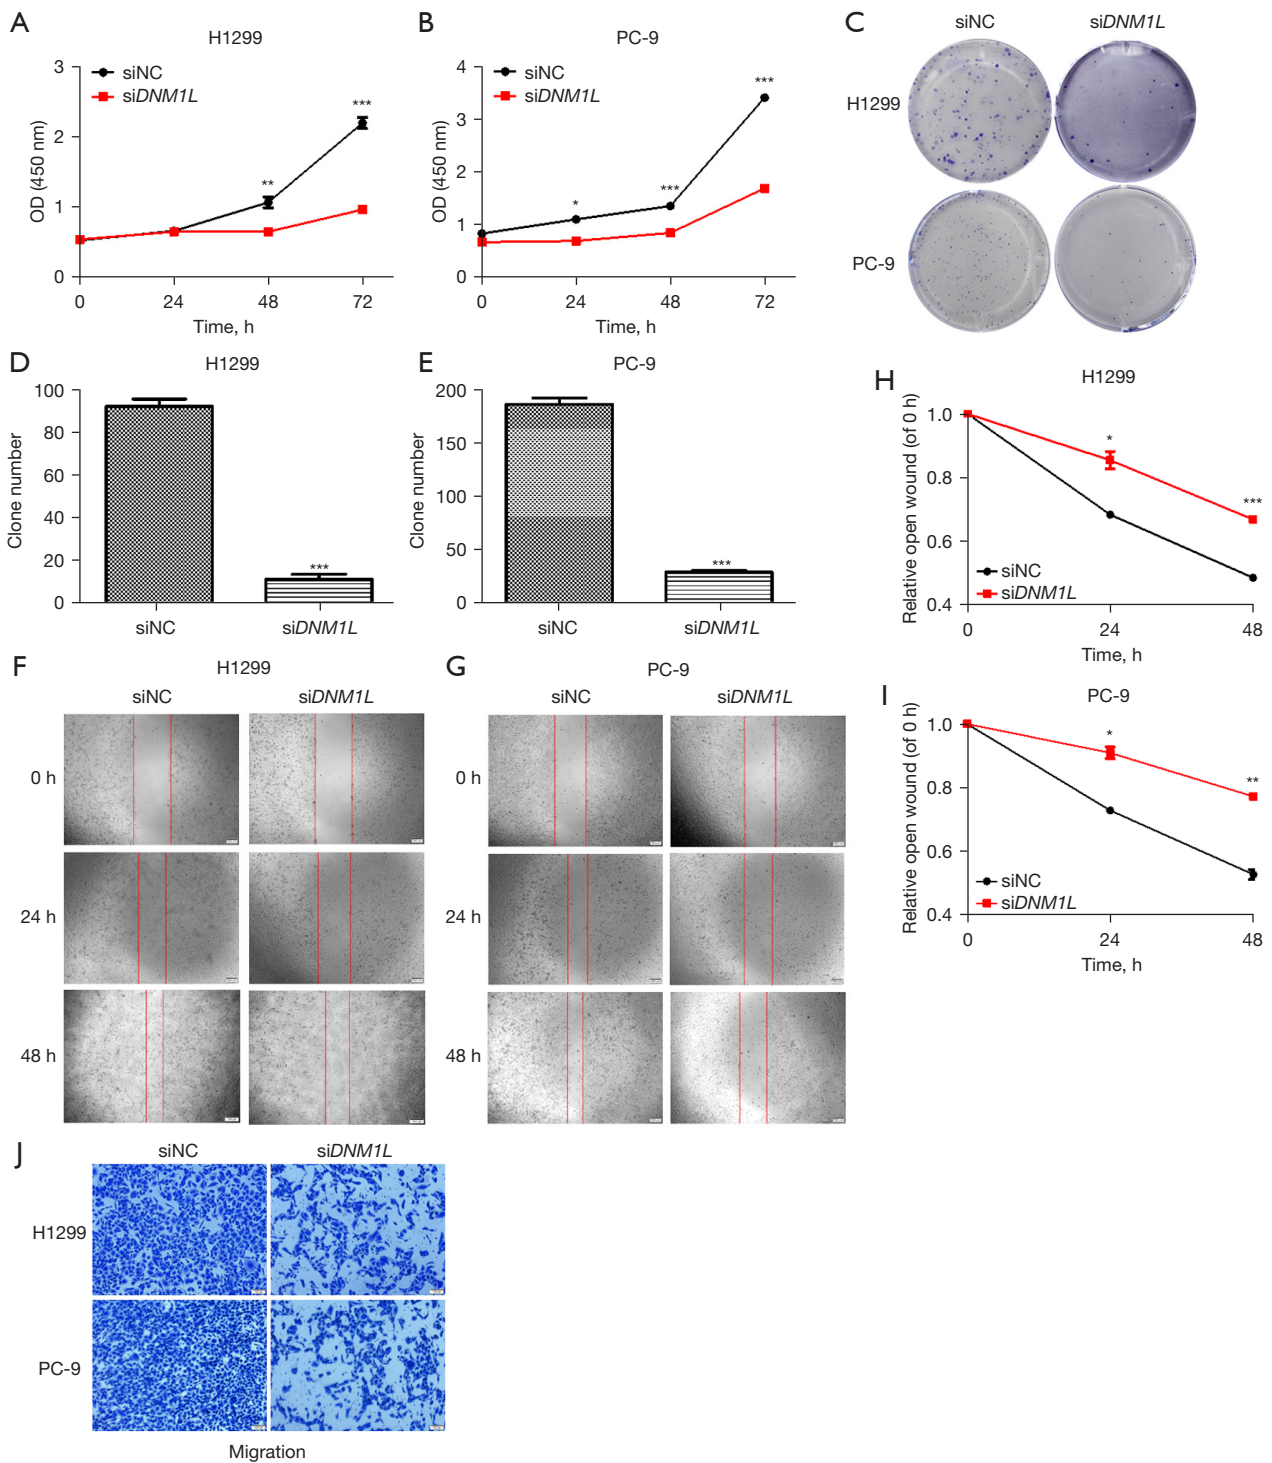 A
H1299
siNC
siDNM1L
OD (450 nm)
3
2
1
0
**
***
0 24 48 72
Time, h
B
PC-9
siNC
siDNM1L
OD (450 nm)
4
3
2
1
0
*
***
***
0 24 48 72
Time, h
C
siNC siDNM1L
H1299
PC-9
D
H1299
Clone number
100
80
60
40
20
0
***
siNC siDNM1L
E
PC-9
Clone number
200
150
100
50
0
***
siNC siDNM1L
F
H1299
siNC siDNM1L
0 h
24 h
48 h
G
PC-9
siNC siDNM1L
0 h
24 h
48 h
H
H1299
Relative open wound (of 0 h)
1.0
0.8
0.6
0.4
*
***
siNC
siDNM1L
0 24 48
Time, h
I
PC-9
Relative open wound (of 0 h)
1.0
0.8
0.6
0.4
*
**
siNC
siDNM1L
0 24 48
Time, h
J
siNC siDNM1L
H1299
PC-9
Migration